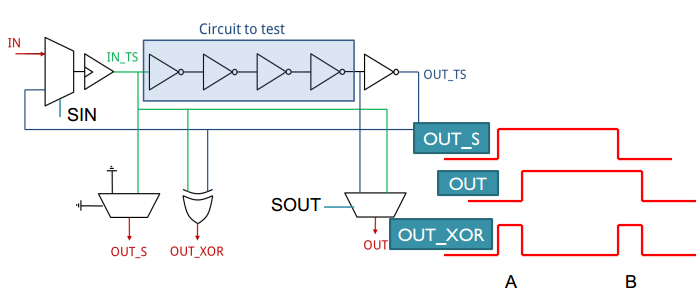 Circuit to test
IN
IN_TS
OUT_TS
SIN
OUT_S
OUT
SOUT
OUT_XOR
OUT_S
OUT_XOR
OUT
A
B